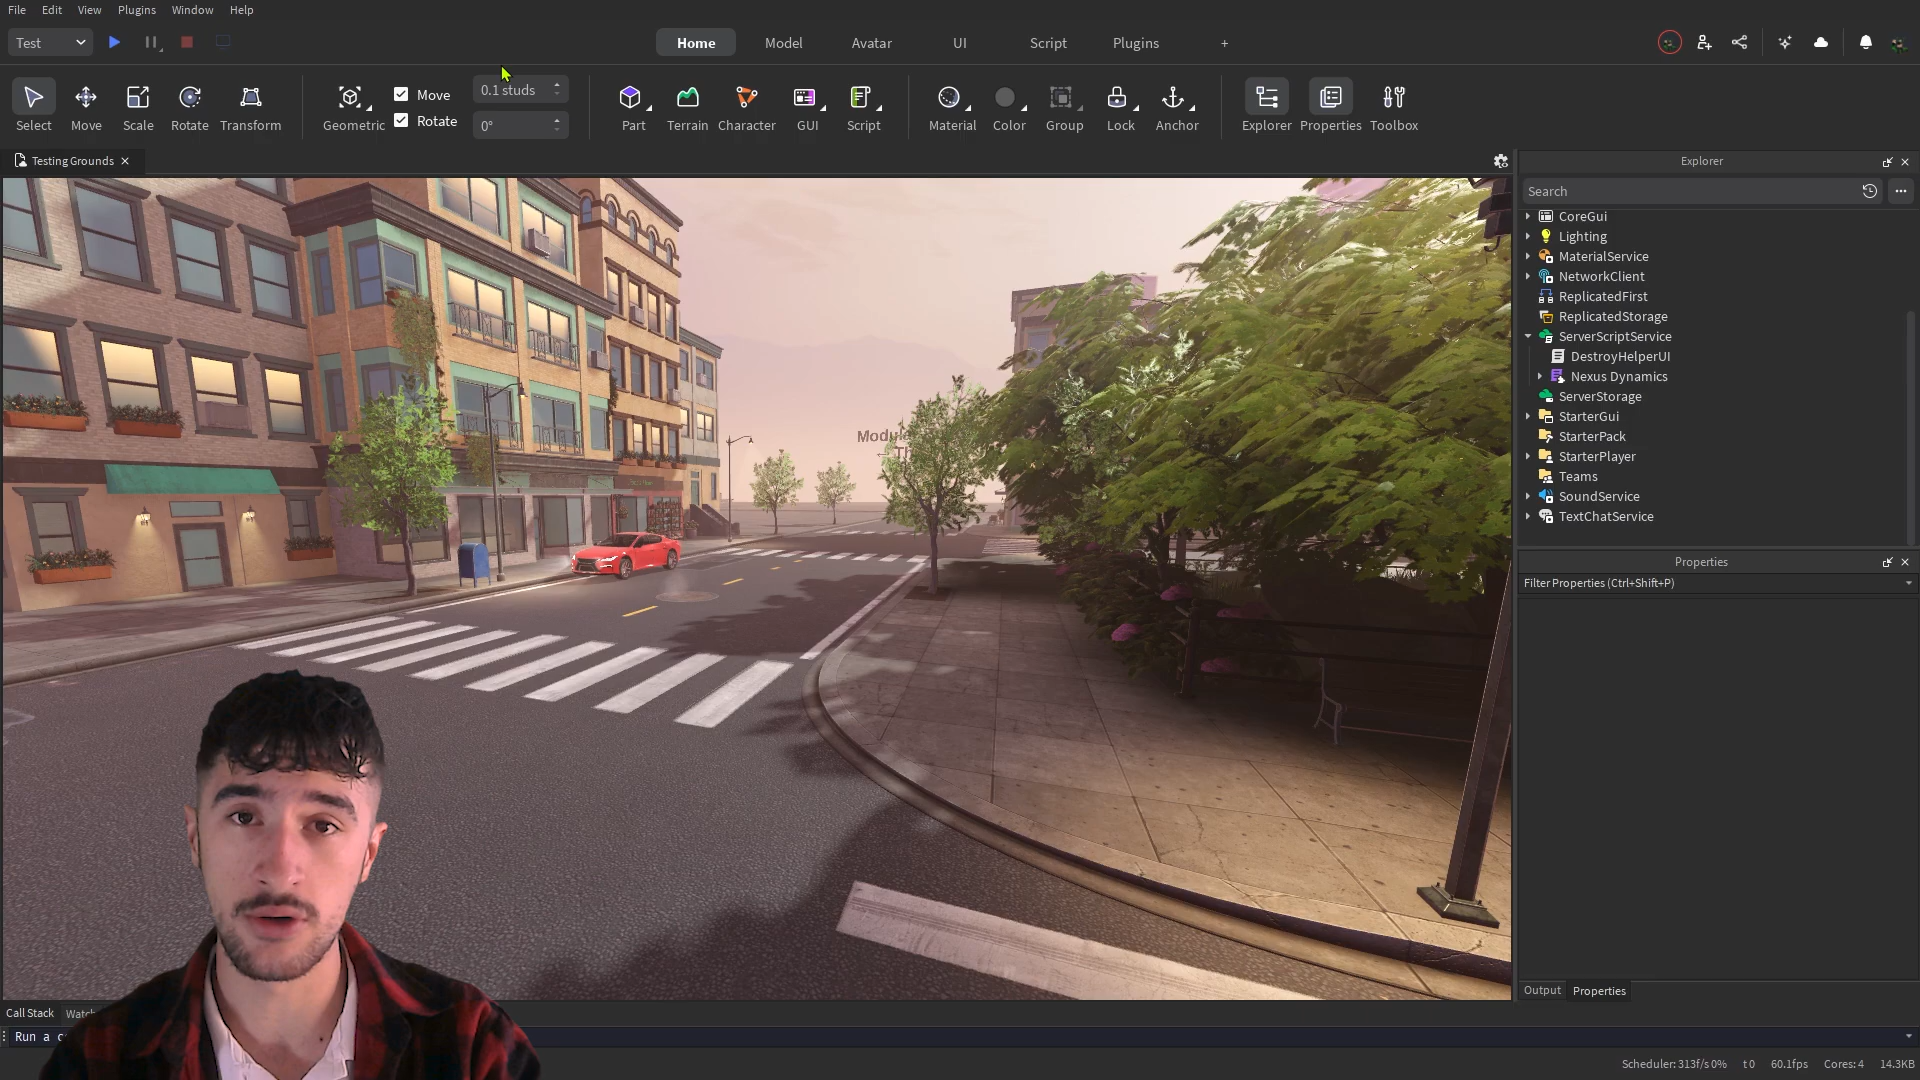 File Edit View Plugins Window Help
Test
Home Model Avatar UI Script Plugins +
Select Move Scale Rotate Transform
Geometric
Move
Rotate
0.1 studs
0°
Part Terrain Character GUI Script
Material Color Group Lock Anchor
Explorer Properties Toolbox
Testing Grounds
Explorer
Search
CoreGui
Lighting
MaterialService
NetworkClient
ReplicatedFirst
ReplicatedStorage
ServerScriptService
DestroyHelperUI
Nexus Dynamics
ServerStorage
StarterGui
StarterPack
StarterPlayer
Teams
SoundService
TextChatService
Properties
Filter Properties (Ctrl+Shift+P)
Output Properties
Call Stack Watch
Run a c
Scheduler: 313f/s 0% t 0 60.1fps Cores: 4 14.3KB